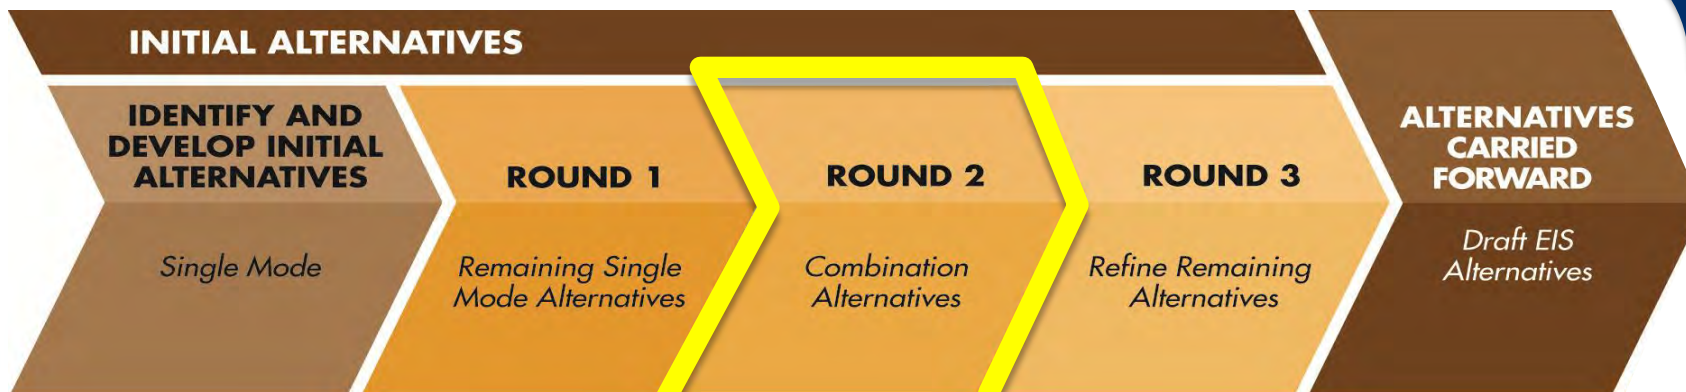 INITIAL ALTERNATIVES
IDENTIFY AND
DEVELOP INITIAL
ALTERNATIVES
Single Mode
ROUND 1
Remaining Single
Mode Alternatives
ROUND 2
Combination
Alternatives
ROUND 3
Refine Remaining
Alternatives
ALTERNATIVES
CARRIED
FORWARD
Draft EIS
Alternatives